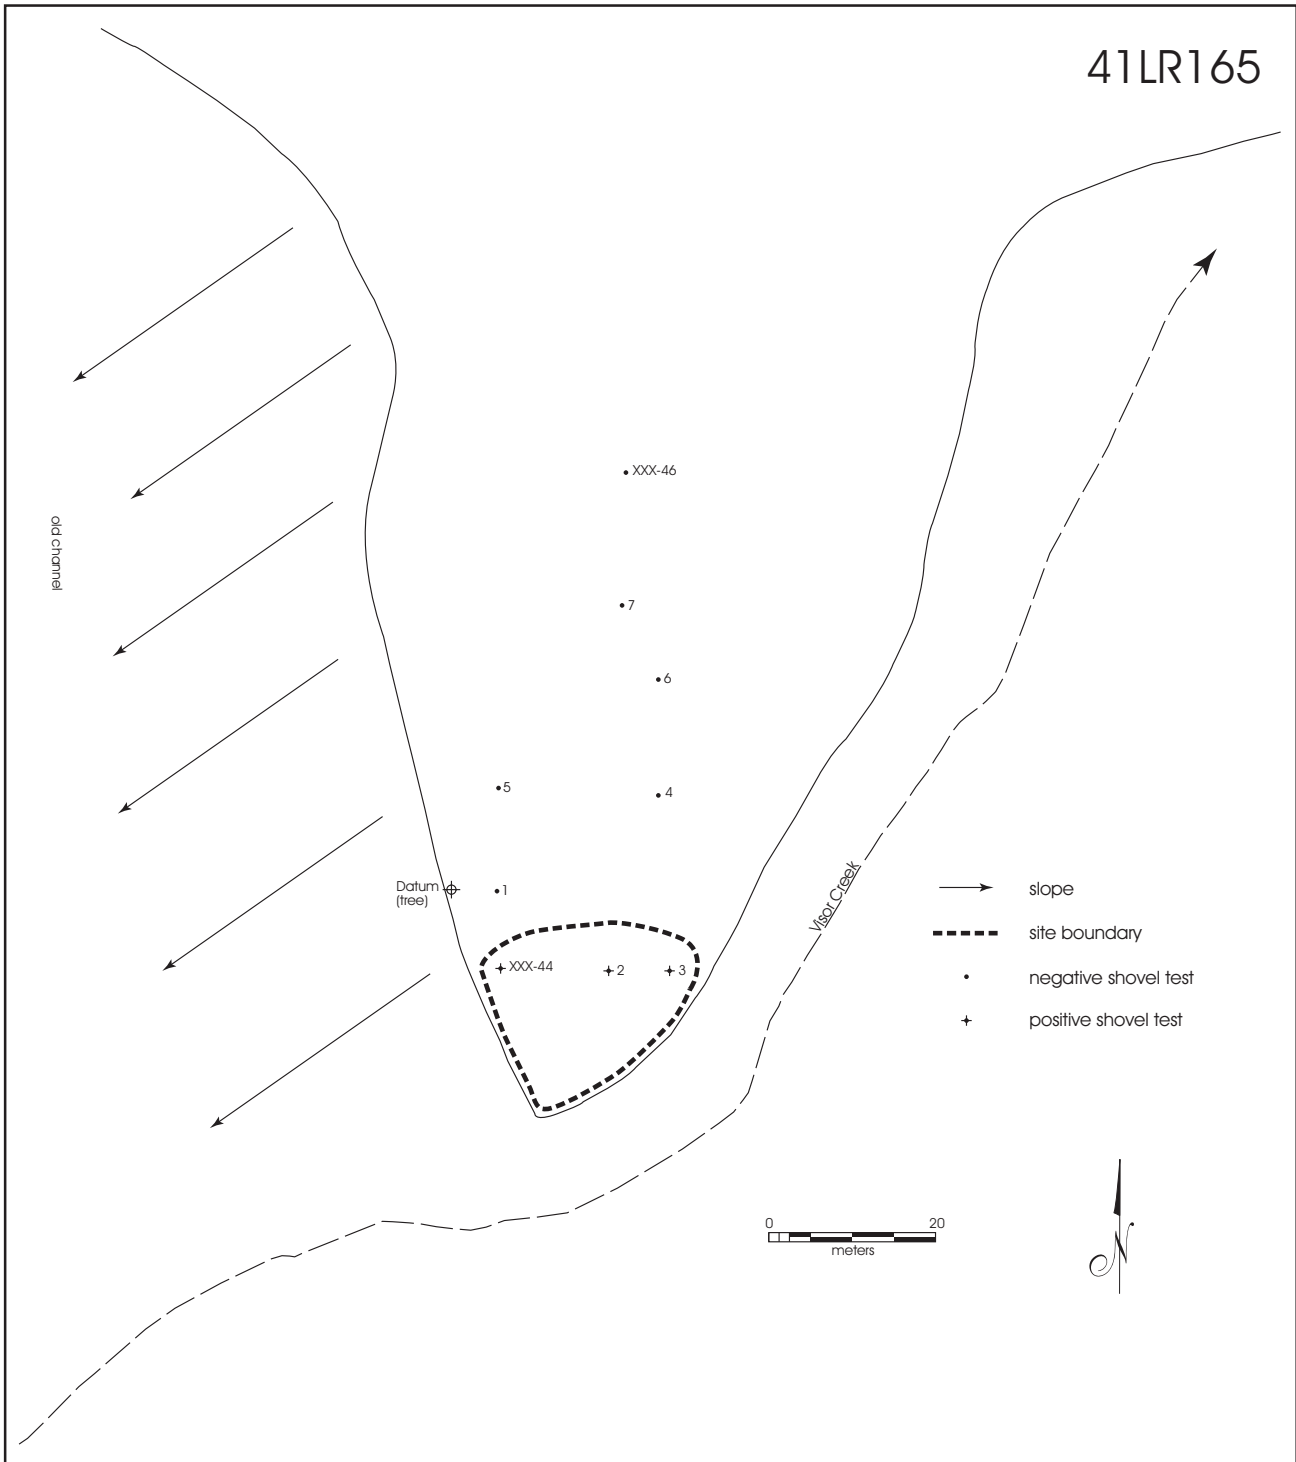 41LR165
XXX-46
old channel
7
6
5
4
Datum
(tree)
1
Visor Creek
slope
site boundary
XXX-44
2
3
negative shovel test
positive shovel test
0 20
meters
N